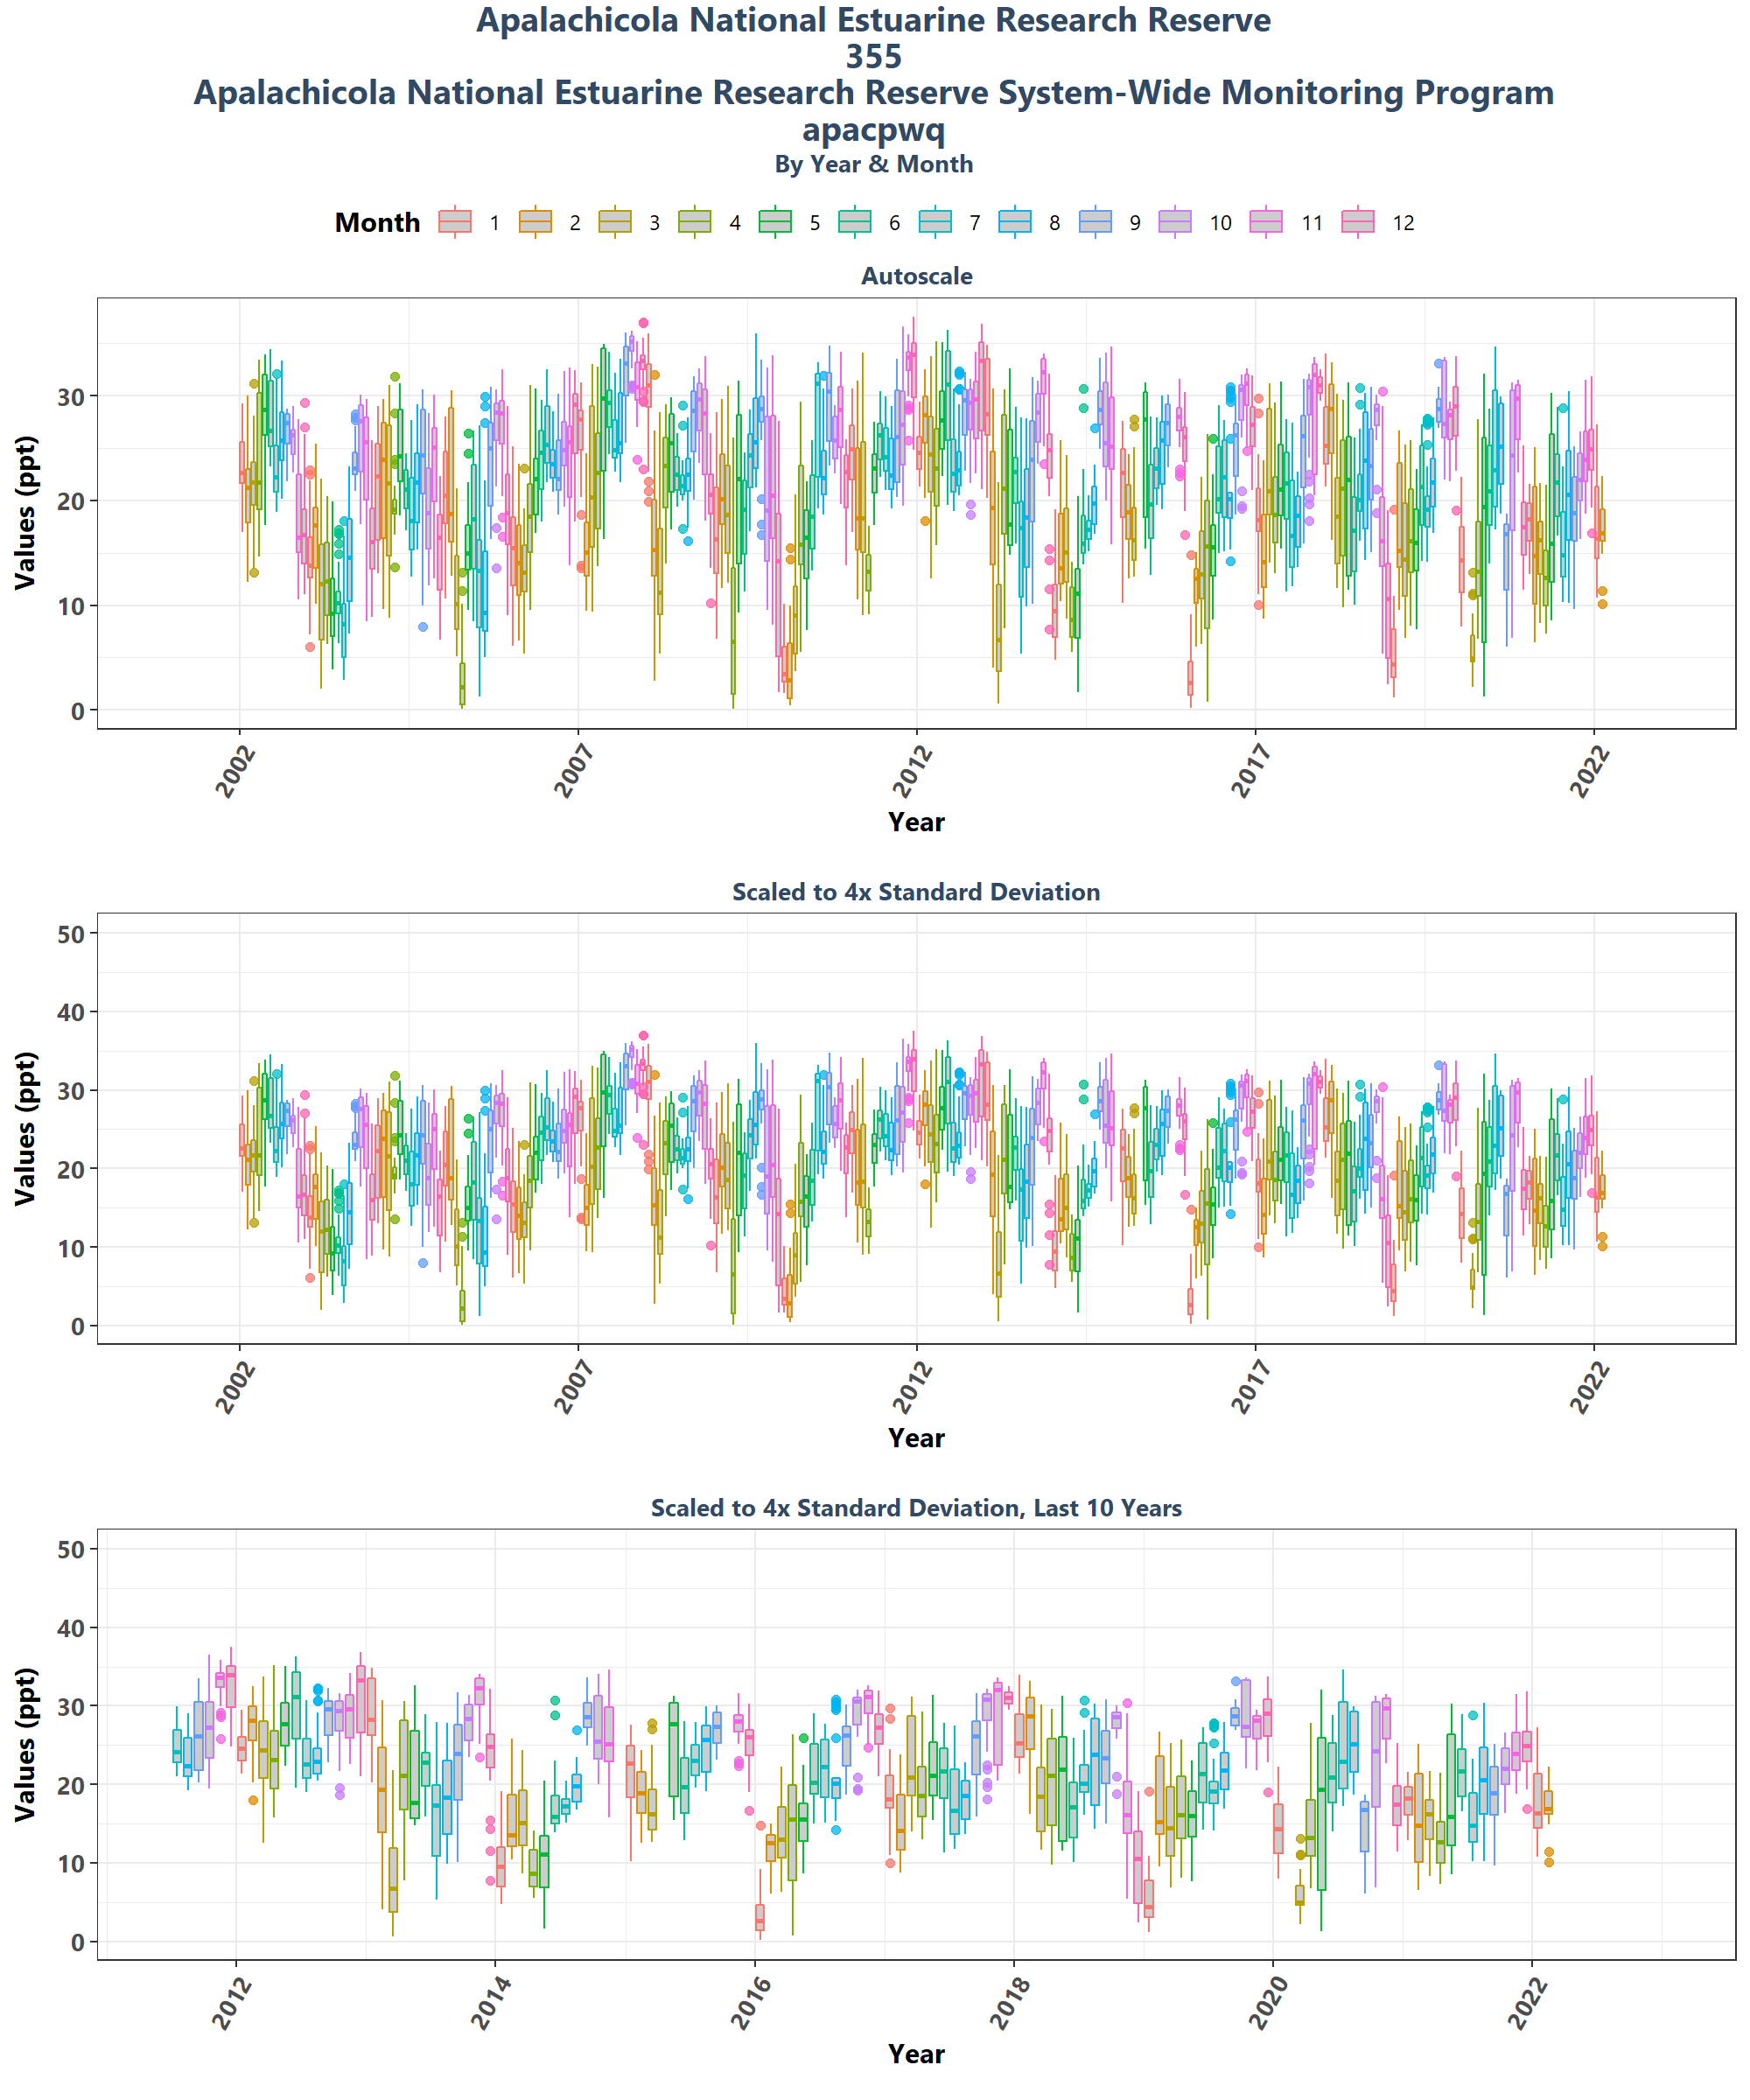 Apalachicola National Estuarine Research Reserve
355
Apalachicola National Estuarine Research Reserve System-Wide Monitoring Program
apacpwq
By Year & Month
Month 1 2 3 4 5 6 7 8 9 10 11 12
Autoscale
Values (ppt)
30
20
10
0
2002 2007 2012 2017 2022
Year
Scaled to 4x Standard Deviation
Values (ppt)
50
40
30
20
10
0
2002 2007 2012 2017 2022
Year
Scaled to 4x Standard Deviation, Last 10 Years
Values (ppt)
50
40
30
20
10
0
2012 2014 2016 2018 2020 2022
Year